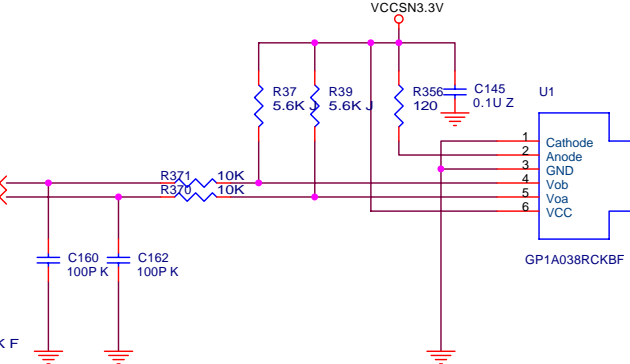 VCCSN3.3V
R37
5.6K J
R39
5.6K J
R356
120
C145
0.1U Z
U1
1 Cathode
2 Anode
3 GND
4 Vob
5 Voa
6 VCC
R371 10K
R370 10K
C160
100P K
C162
100P K
GP1A038RCKBF
K F